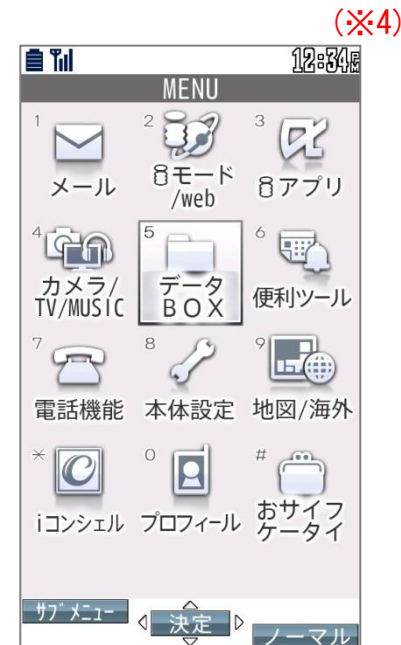 (※4)
12:34
MENU
1
メール
2
iモード
/web
3
iアプリ
4
カメラ/
TV/MUSIC
5
データ
BOX
6
便利ツール
7
電話機能
8
本体設定
9
地図/海外
*
iコンシェル
0
プロフィール
#
おサイフ
ケータイ
サブメニュー
決定
ノーマル